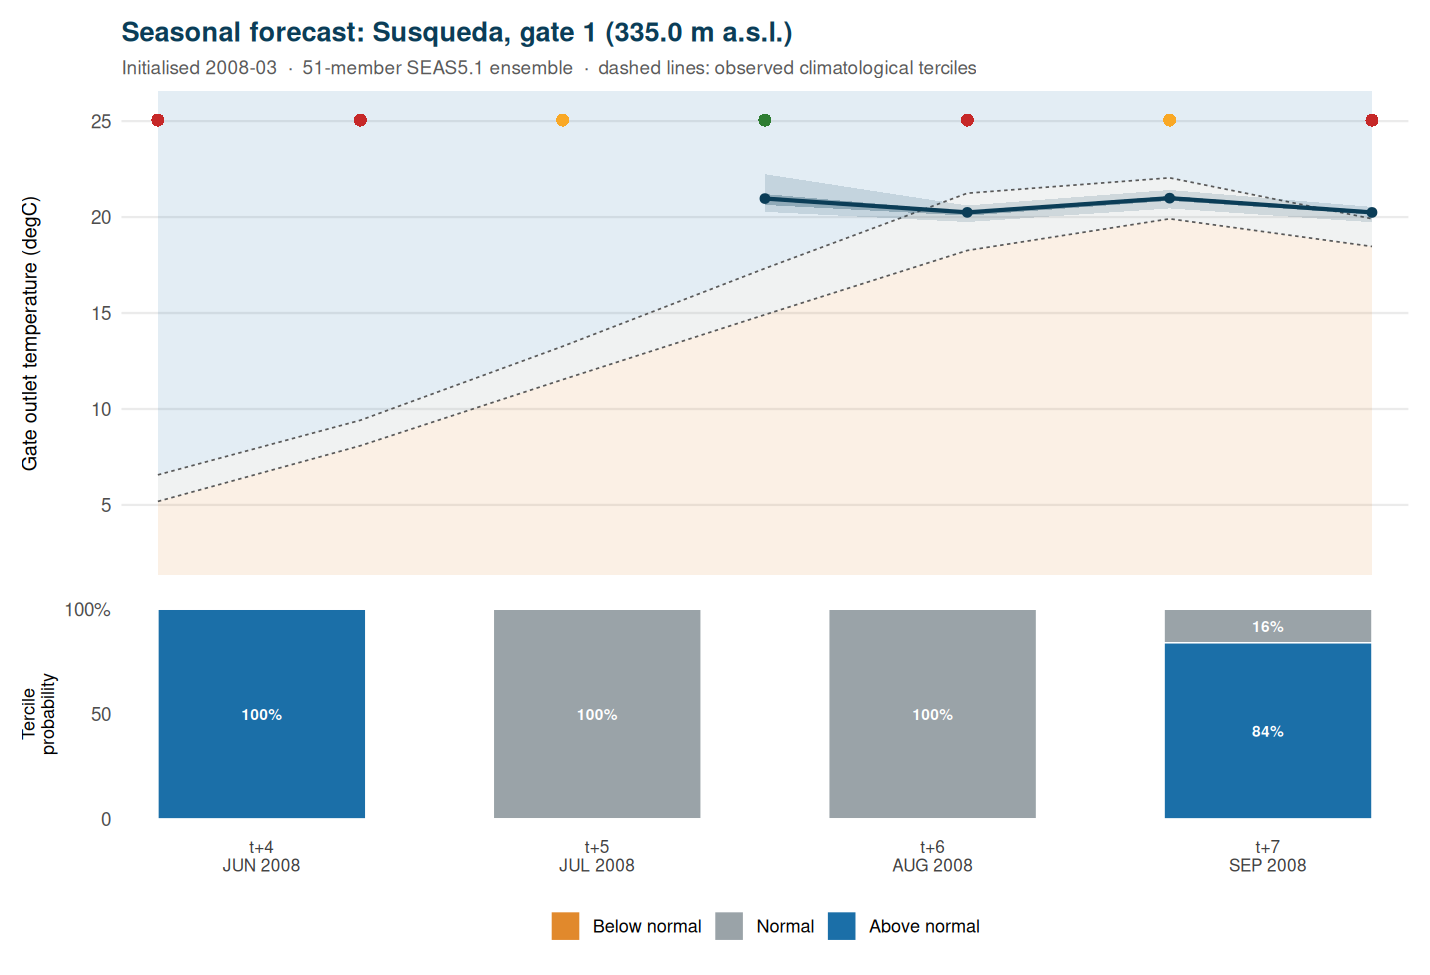 Seasonal forecast: Susqueda, gate 1 (335.0 m a.s.l.)
Initialised 2008-03 · 51-member SEAS5.1 ensemble · dashed lines: observed climatological terciles
Gate outlet temperature (degC)
25
20
15
10
5
Tercile
probability
100%
50
0
100%
100%
100%
16%
84%
t+4
JUN 2008
t+5
JUL 2008
t+6
AUG 2008
t+7
SEP 2008
Below normal
Normal
Above normal